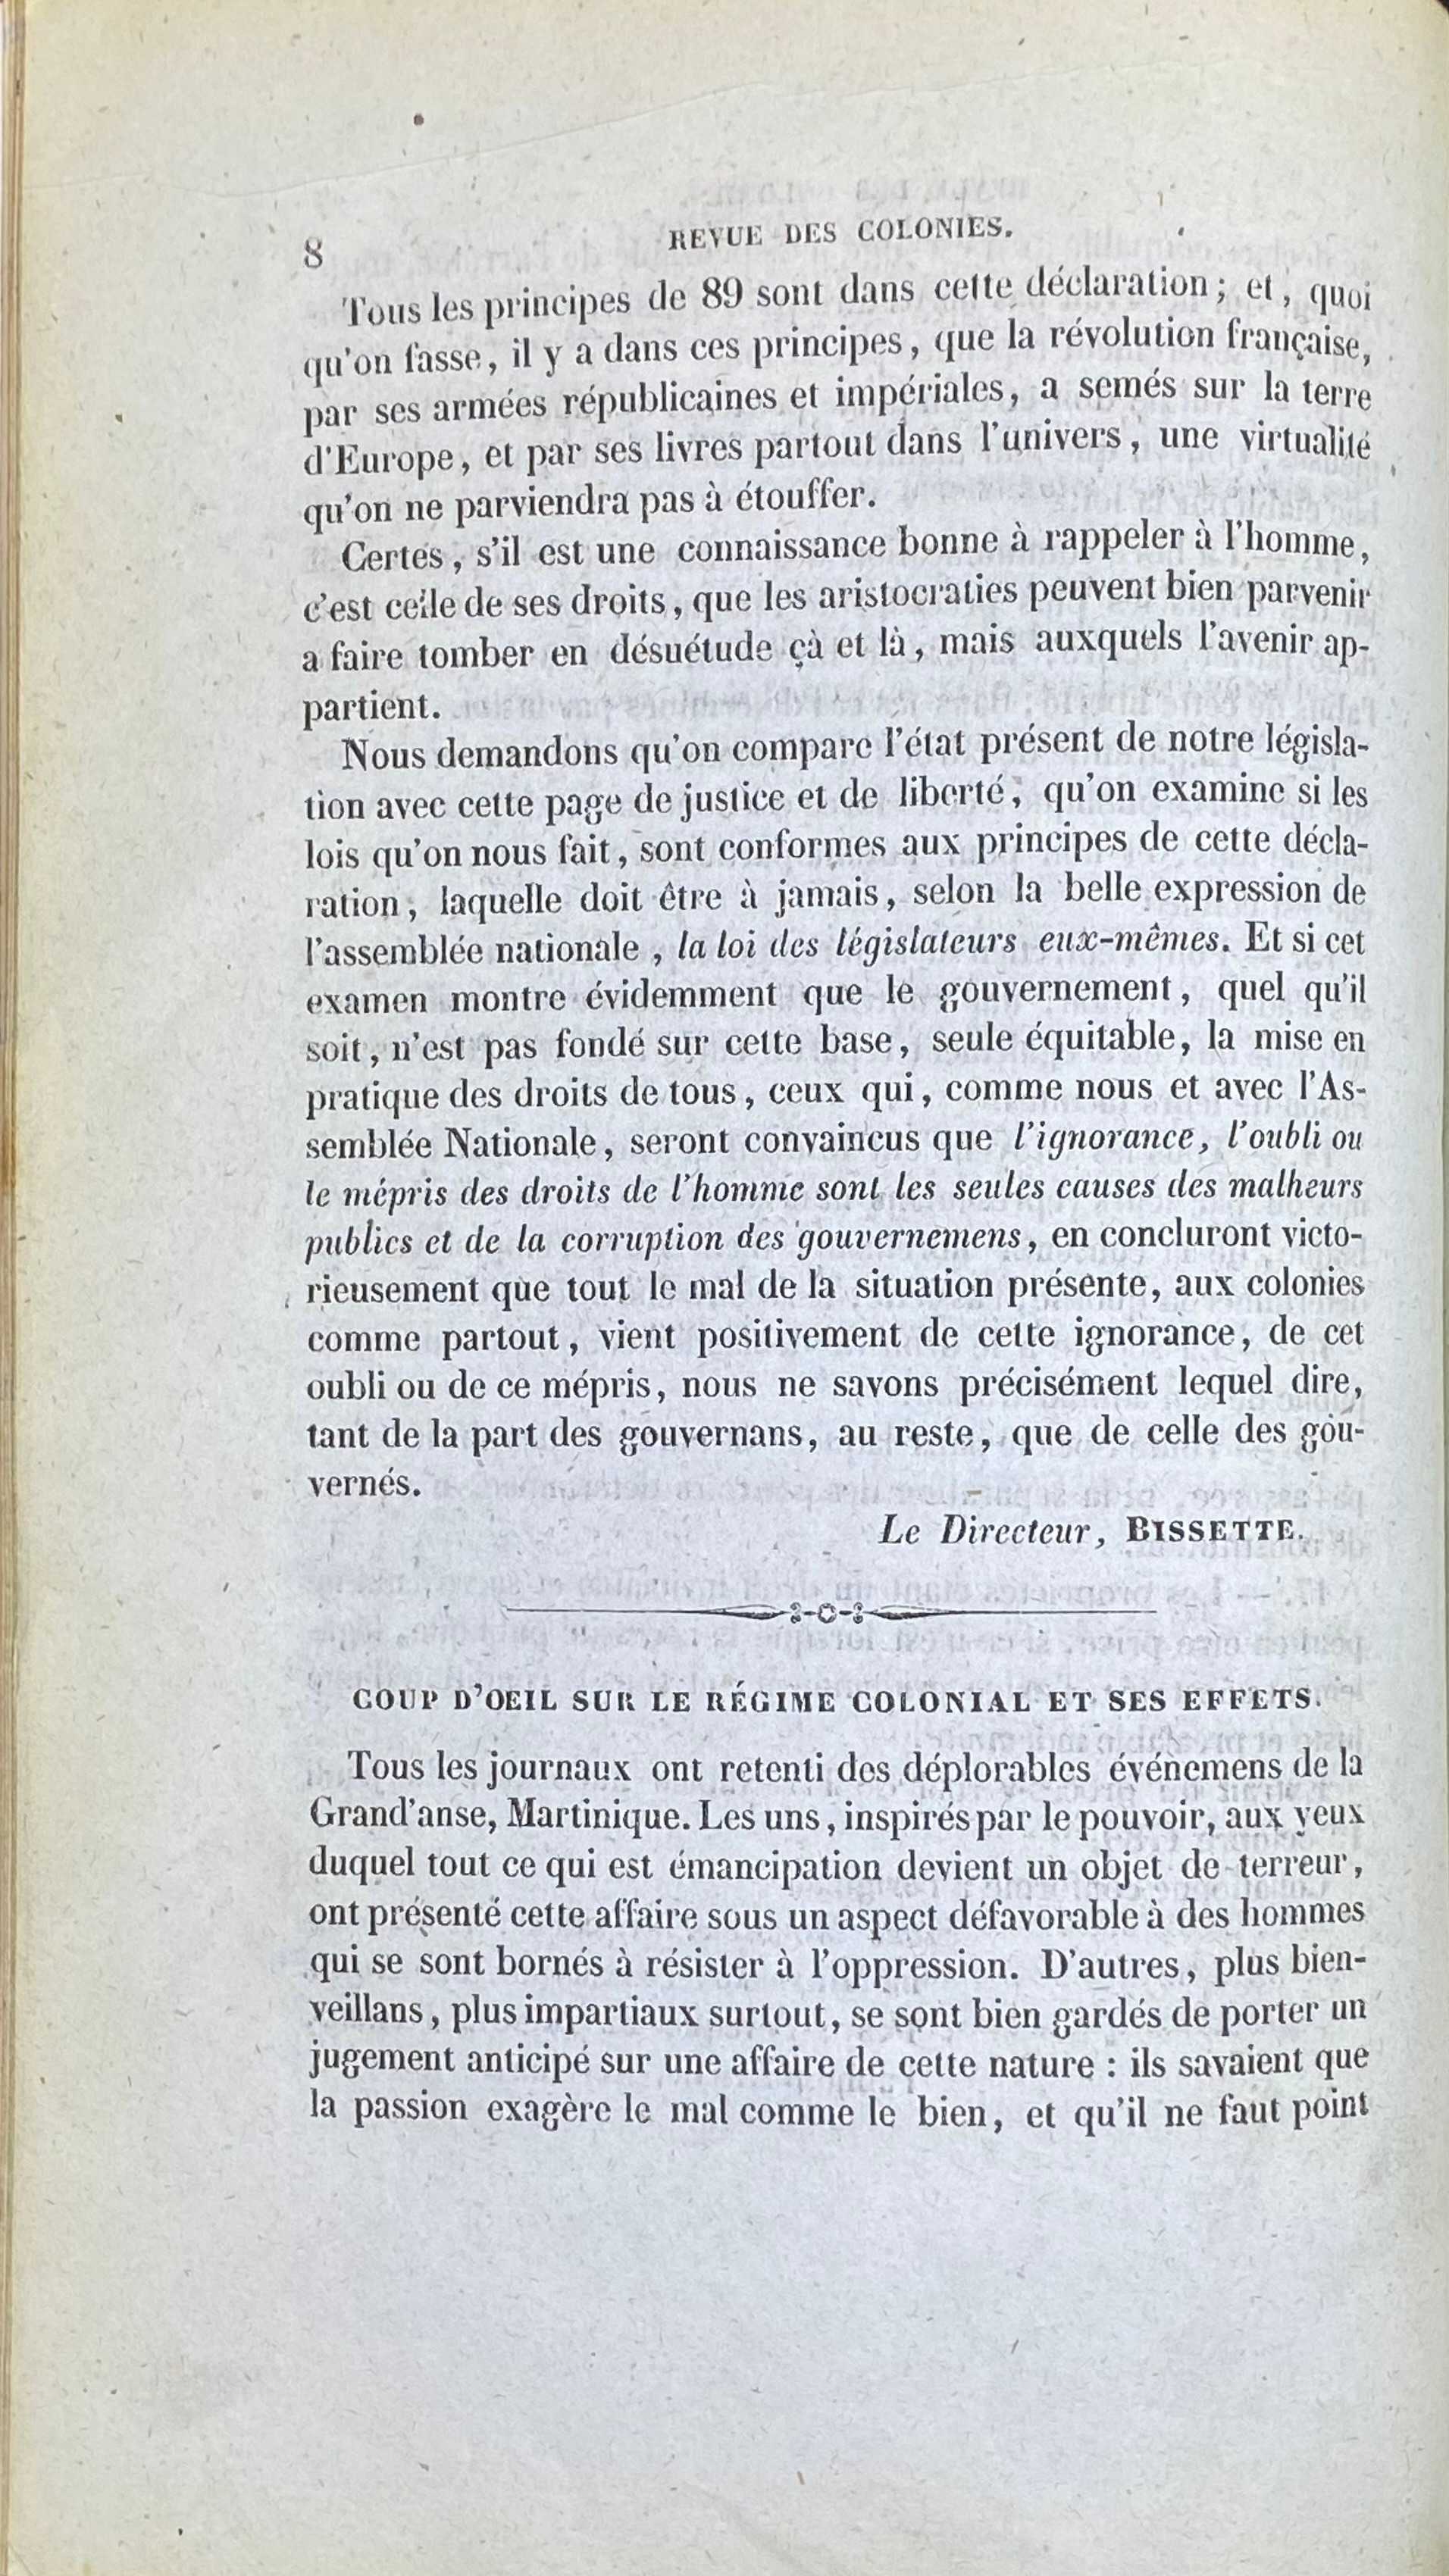 8 REVUE DES COLONIES.
Tous les principes de 89 sont dans cette déclaration ; et, quoi
qu'on fasse, il y a dans ces principes, que la révolution française,
par ses armées républicaines et impériales, a semés sur la terre
d'Europe, et par ses livres partout dans l'univers, une virtualité
qu'on ne parviendra pas à étouffer.
Certes, s'il est une connaissance bonne à rappeler à l'homme,
c'est celle de ses droits, que les aristocraties peuvent bien parvenir
a faire tomber en désuétude çà et là, mais auxquels l'avenir ap-
partient.
Nous demandons qu'on compare l'état présent de notre législa-
tion avec cette page de justice et de liberté, qu'on examine si les
lois qu'on nous fait, sont conformes aux principes de cette décla-
ration, laquelle doit être à jamais, selon la belle expression de
l'assemblée nationale, la loi des législateurs eux-mêmes. Et si cet
examen montre évidemment que le gouvernement, quel qu'il
soit, n'est pas fondé sur cette base, seule équitable, la mise en
pratique des droits de tous, ceux qui, comme nous et avec l'As-
semblée Nationale, seront convaincus que l'ignorance, l'oubli ou
le mépris des droits de l'homme sont les seules causes des malheurs
publics et de la corruption des gouvernemens, en concluront victo-
rieusement que tout le mal de la situation présente, aux colonies
comme partout, vient positivement de cette ignorance, de cet
oubli ou de ce mépris, nous ne savons précisément lequel dire,
tant de la part des gouvernans, au reste, que de celle des gou-
vernés.
Le Directeur, BISSETTE.
COUP D'OEIL SUR LE RÉGIME COLONIAL ET SES EFFETS.
Tous les journaux ont retenti des déplorables événemens de la
Grand'anse, Martinique. Les uns, inspirés par le pouvoir, aux yeux
duquel tout ce qui est émancipation devient un objet de terreur,
ont présenté cette affaire sous un aspect défavorable à des hommes
qui se sont bornés à résister à l'oppression. D'autres, plus bien-
veillans, plus impartiaux surtout, se sont bien gardés de porter un
jugement anticipé sur une affaire de cette nature : ils savaient que
la passion exagère le mal comme le bien, et qu'il ne faut point